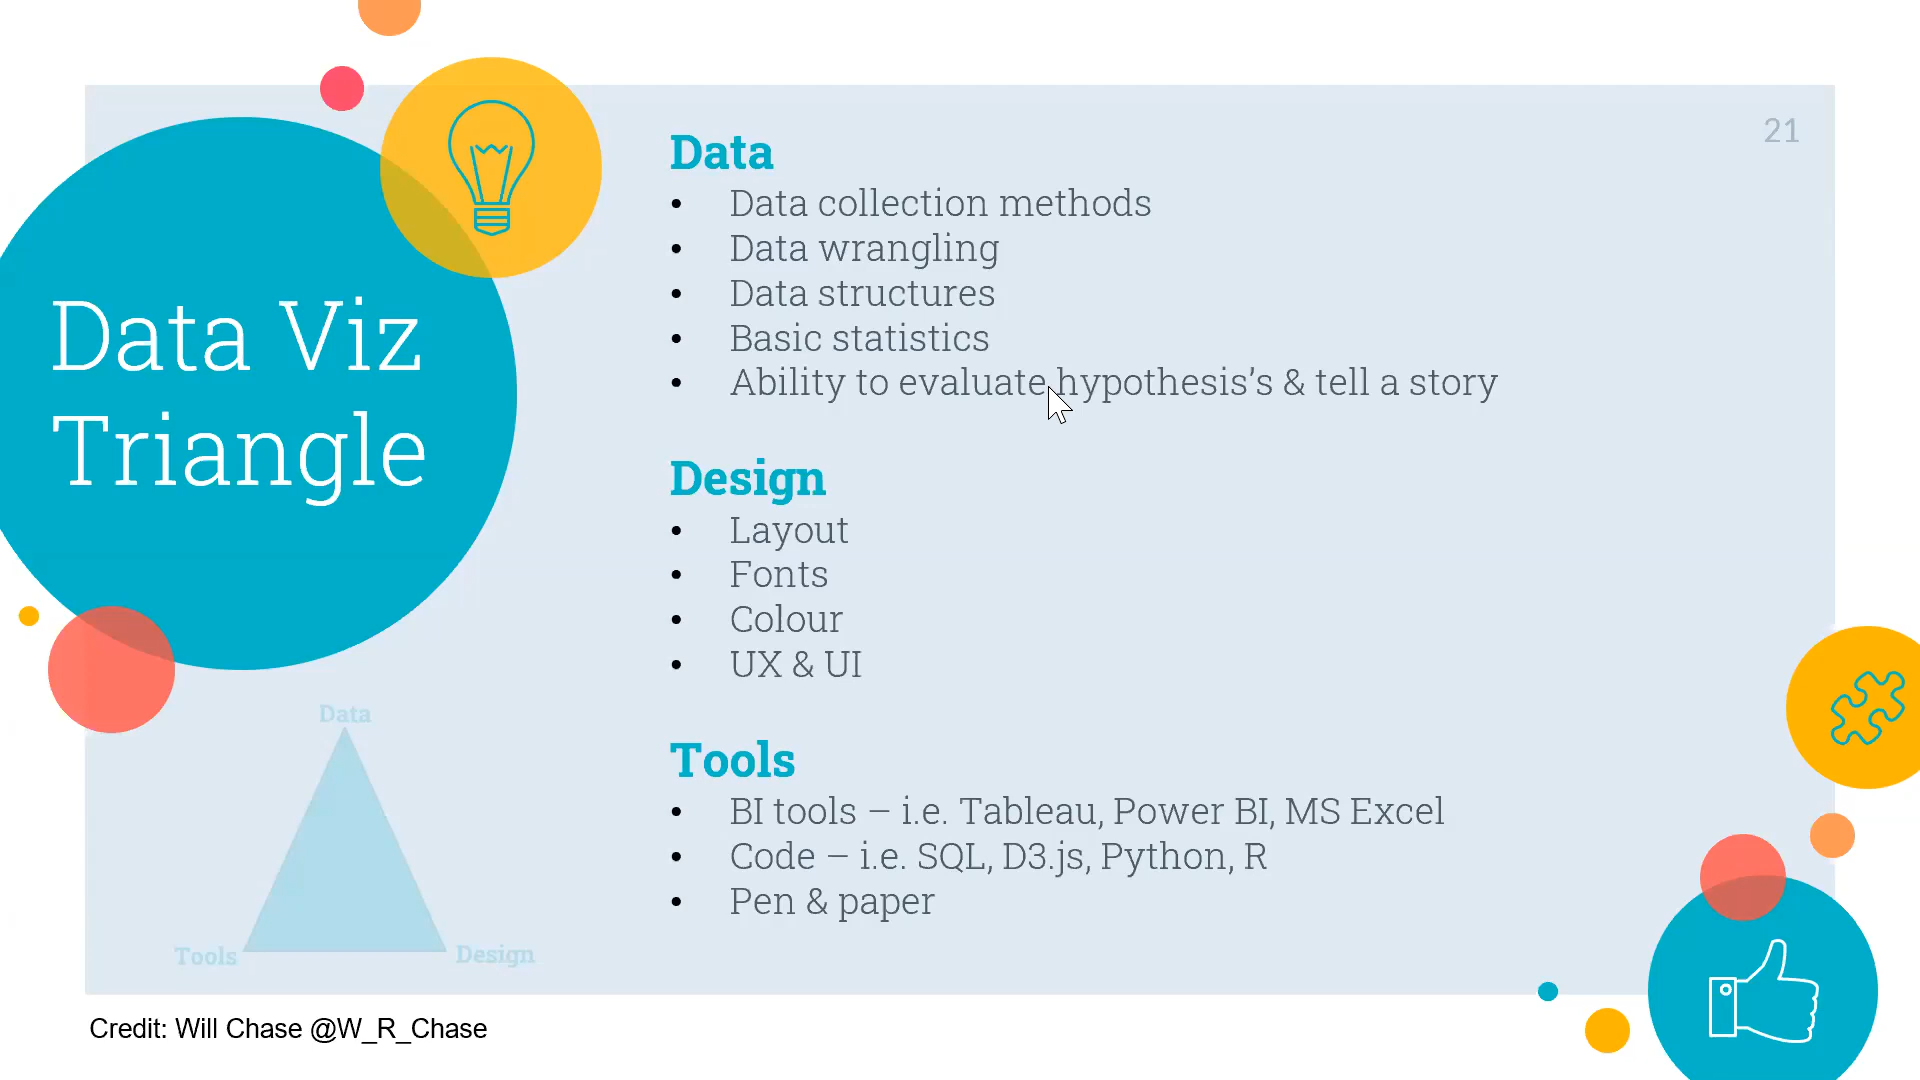 21
Data Viz
Triangle
Data
• Data collection methods
• Data wrangling
• Data structures
• Basic statistics
• Ability to evaluate hypothesis’s & tell a story
Design
• Layout
• Fonts
• Colour
• UX & UI
Tools
• BI tools – i.e. Tableau, Power BI, MS Excel
• Code – i.e. SQL, D3.js, Python, R
• Pen & paper
Data
Tools
Design
Credit: Will Chase @W_R_Chase